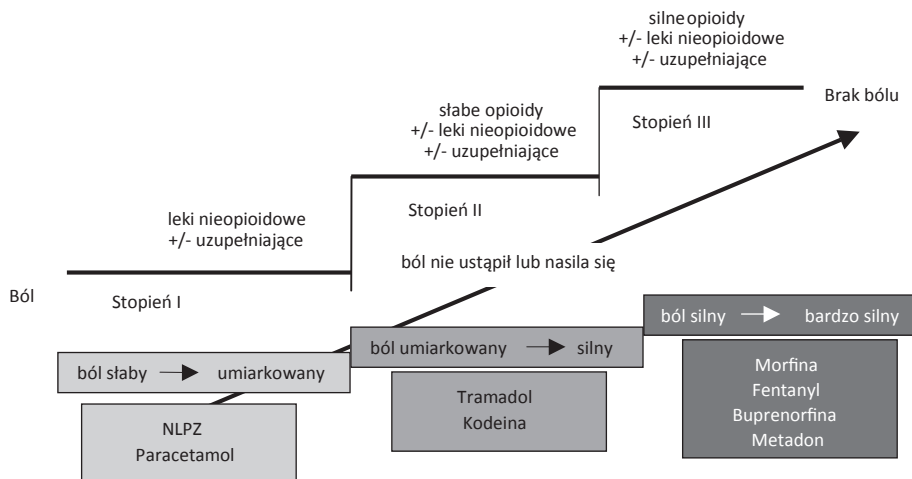 silne opioidy
+/- leki nieopioidowe
+/- uzupełniające
Brak bólu
Stopień III
słabe opioidy
+/- leki nieopioidowe
+/- uzupełniające
Stopień II
leki nieopioidowe
+/- uzupełniające
ból nie ustąpił lub nasila się
Ból
Stopień I
ból słaby → umiarkowany
ból umiarkowany → silny
ból silny → bardzo silny
NLPZ
Paracetamol
Tramadol
Kodeina
Morfina
Fentanyl
Buprenorfina
Metadon